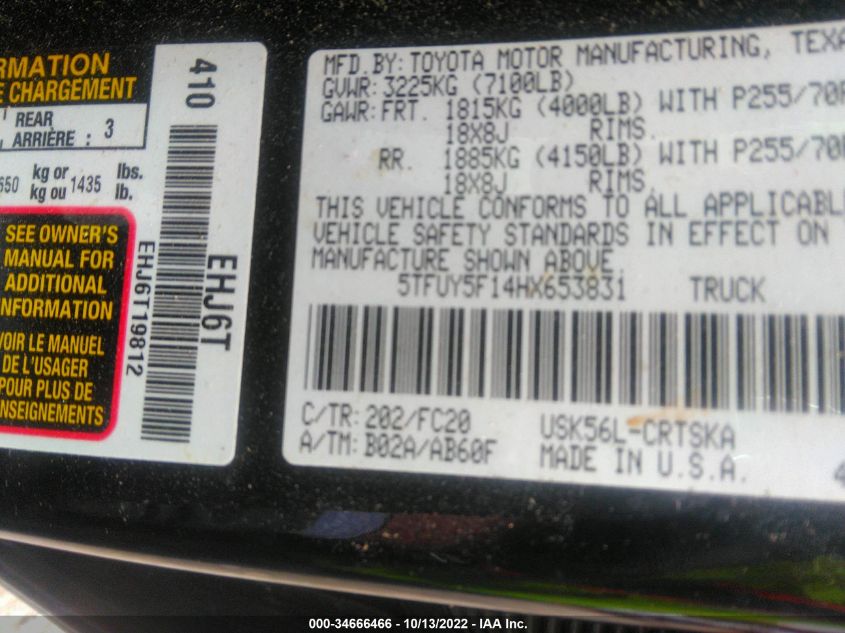 RMATION
E CHARGEMENT
REAR
ARRIÈRE : 3
650 kg or 1435 lbs.
kg ou lb.
SEE OWNER'S
MANUAL FOR
ADDITIONAL
INFORMATION
VOIR LE MANUEL
DE L'USAGER
POUR PLUS DE
ENSEIGNEMENTS
410
EHJ6T19812
EHJ6T
MFD.BY:TOYOTA MOTOR MANUFACTURING, TEXA
GVWR:3225KG (7100LB)
GAWR:FRT. 1815KG (4000LB) WITH P255/70R
18X8J RIMS.
RR. 1885KG (4150LB) WITH P255/70R
18X8J RIMS.
THIS VEHICLE CONFORMS TO ALL APPLICABLE
VEHICLE SAFETY STANDARDS IN EFFECT ON
MANUFACTURE SHOWN ABOVE.
5TFUY5F14HX653831 TRUCK
C/TR:202/FC20 USK56L-CRTSKA
A/TM:B02A/AB60F MADE IN U.S.A.
000-34666466 - 10/13/2022 - IAA Inc.